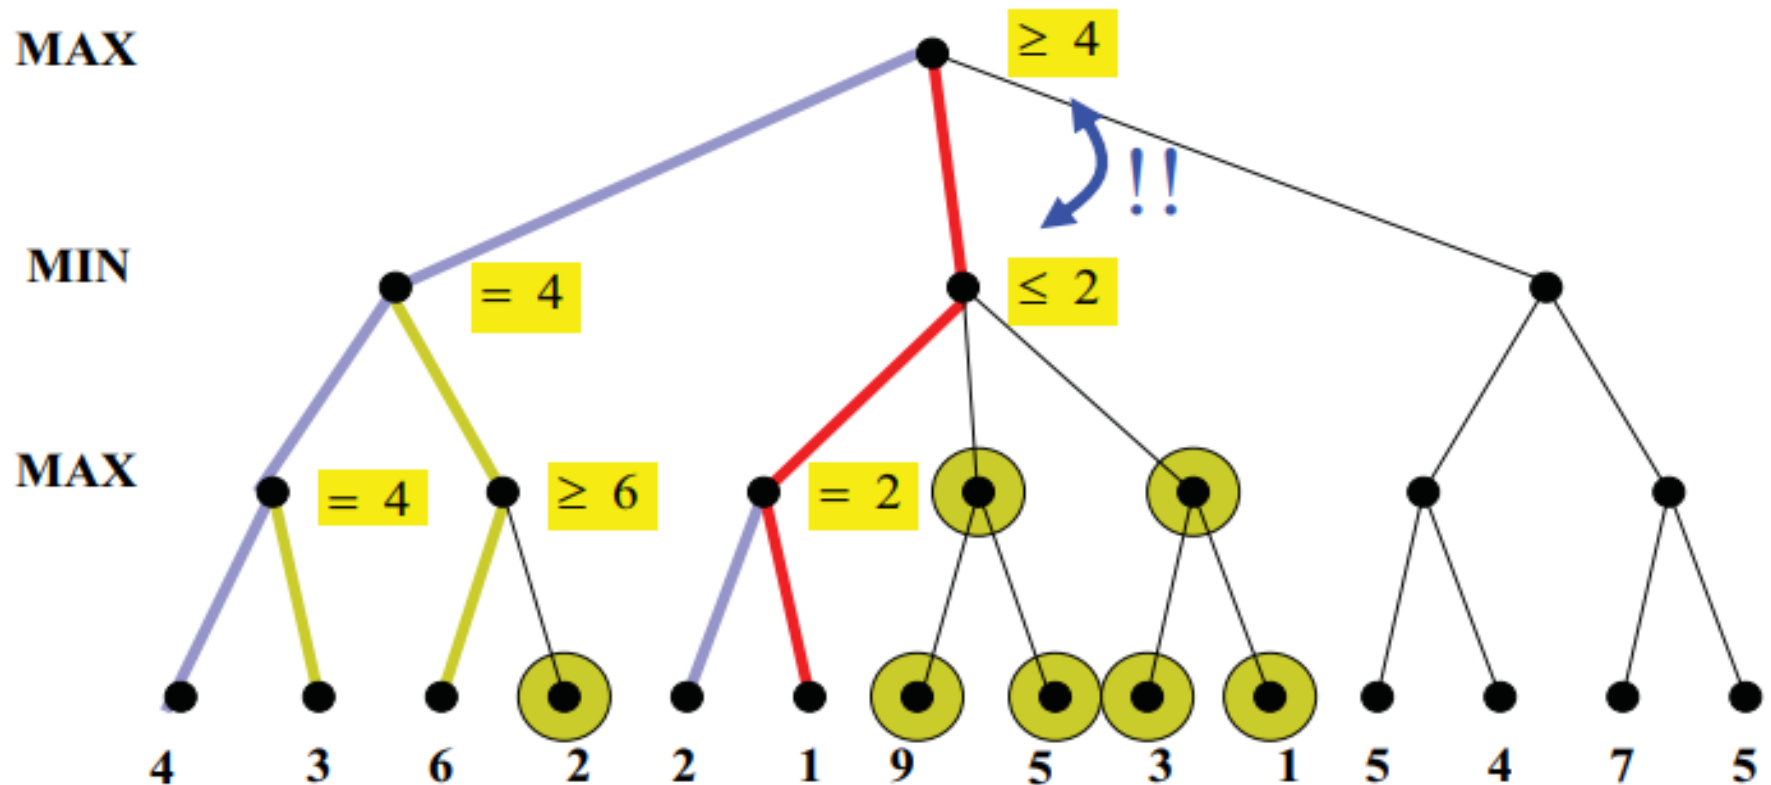 MAX ≥ 4
!!
MIN = 4 ≤ 2
MAX = 4 ≥ 6 = 2
4 3 6 2 2 1 9 5 3 1 5 4 7 5